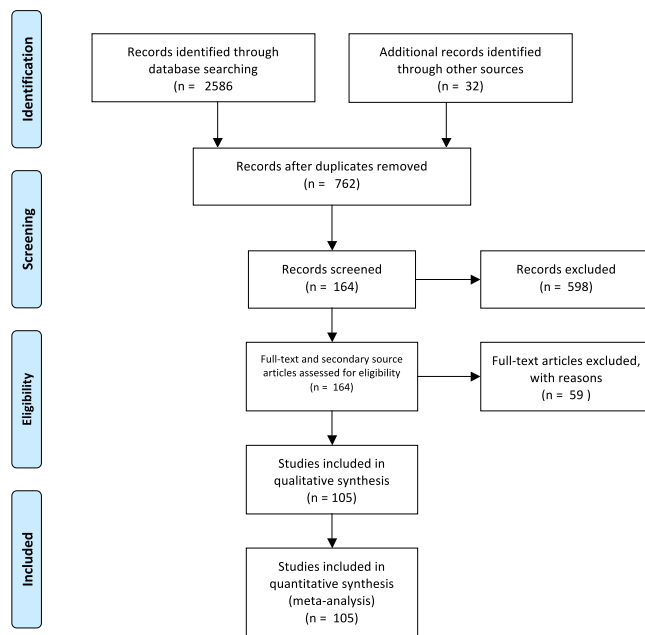 Identification
Records identified through
database searching
(n = 2586
Additional records identified
through other sources
(n = 32)
Records after duplicates removed
(n = 762)
Screening
Records screened
(n = 164)
Records excluded
(n = 598)
Eligibility
Full-text and secondary source
articles assessed for eligibility
(n = 164)
Full-text articles excluded,
with reasons
(n = 59 )
Studies included in
qualitative synthesis
(n = 105)
Included
Studies included in
quantitative synthesis
(meta-analysis)
(n = 105)